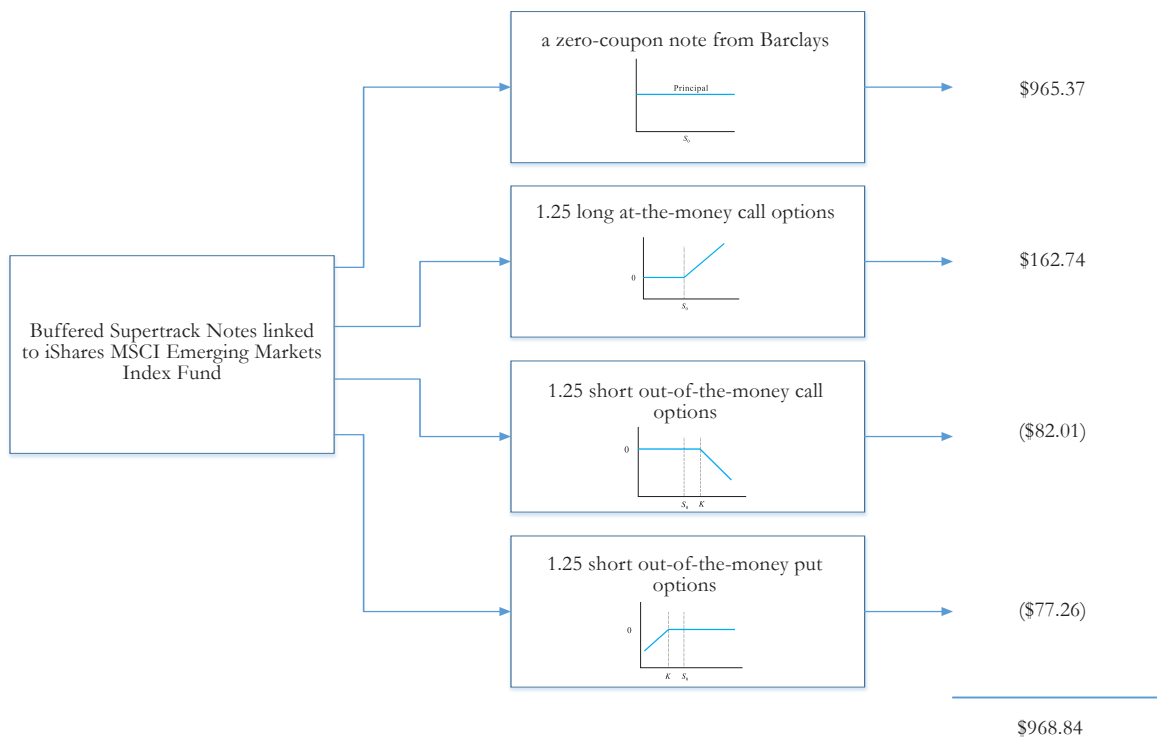 a zero-coupon note from Barclays
Principal
S₀
$965.37
1.25 long at-the-money call options
0
S₀
$162.74
Buffered Supertrack Notes linked
to iShares MSCI Emerging Markets
Index Fund
1.25 short out-of-the-money call
options
0
S₀ K
($82.01)
1.25 short out-of-the-money put
options
0
K S₀
($77.26)
$968.84